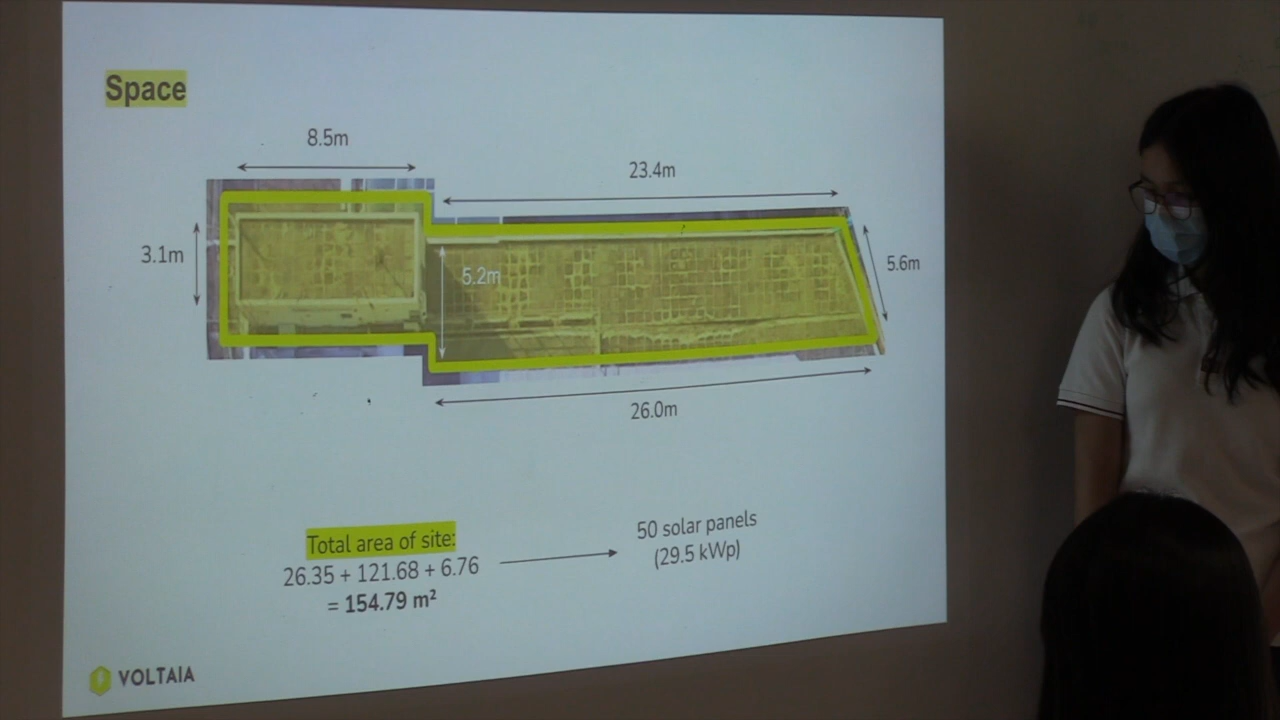 Space
8.5m
23.4m
3.1m
5.2m
5.6m
26.0m
Total area of site:
26.35 + 121.68 + 6.76
= 154.79 m²
50 solar panels
(29.5 kWp)
VOLTAIA